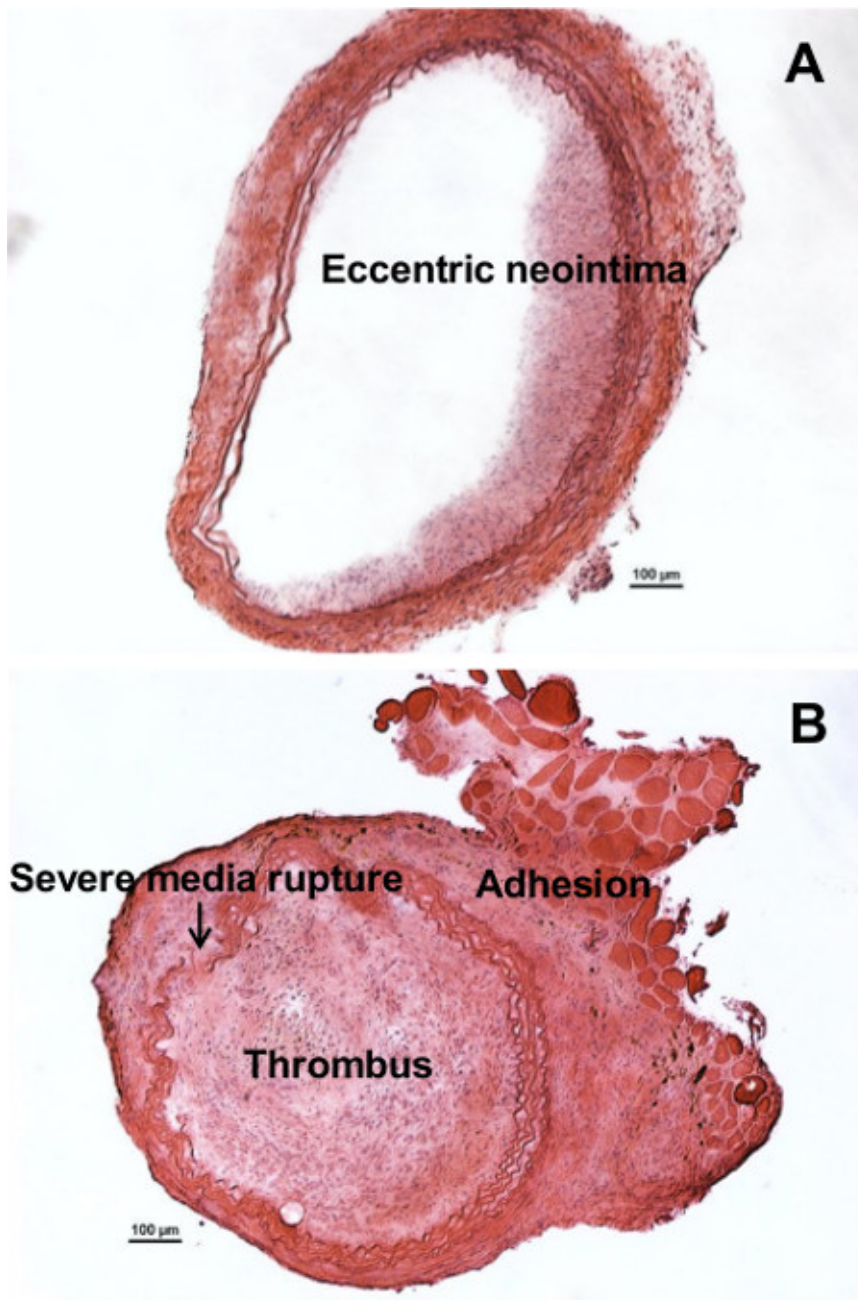 A
Eccentric neointima
100 µm
B
Severe media rupture
Adhesion
Thrombus
100 µm